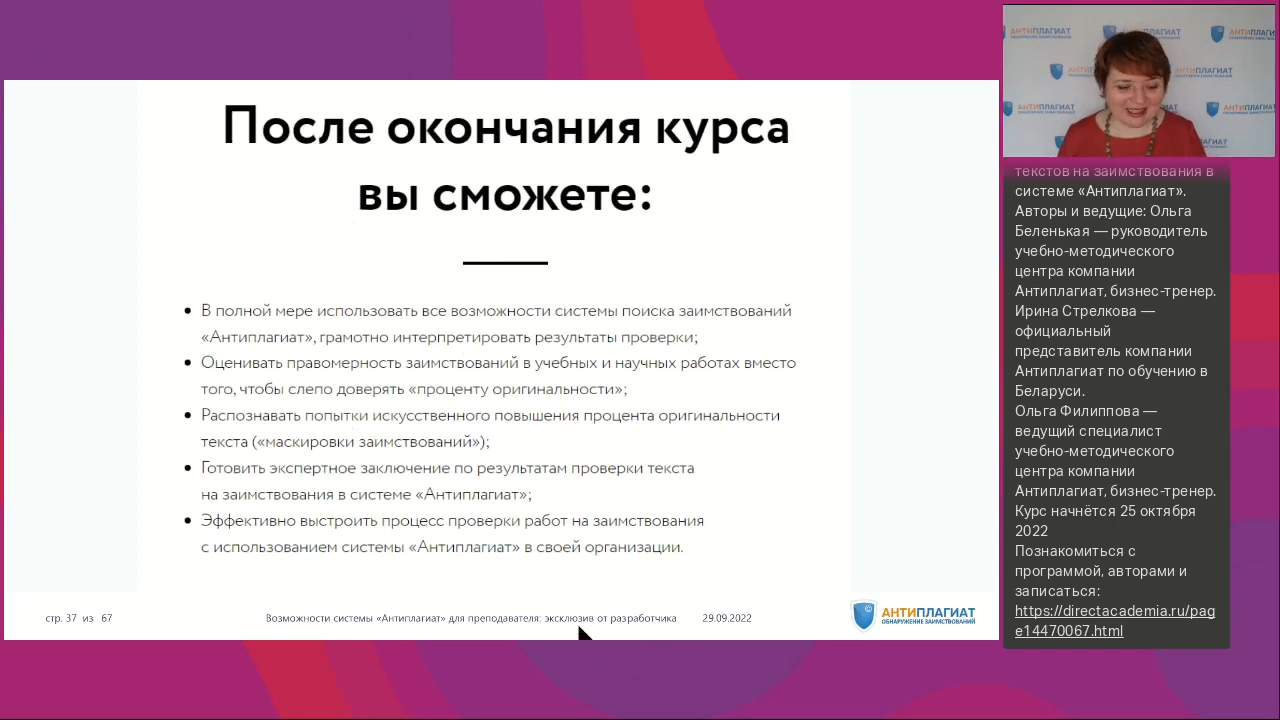 После окончания курса
вы сможете:
В полной мере использовать все возможности системы поиска заимствований
«Антиплагиат», грамотно интерпретировать результаты проверки;
Оценивать правомерность заимствований в учебных и научных работах вместо
того, чтобы слепо доверять «проценту оригинальности»;
Распознавать попытки искусственного повышения процента оригинальности
текста («маскировки заимствований»);
Готовить экспертное заключение по результатам проверки текста
на заимствования в системе «Антиплагиат»;
Эффективно выстроить процесс проверки работ на заимствования
с использованием системы «Антиплагиат» в своей организации.
стр. 37 из 67
Возможности системы «Антиплагиат» для преподавателя: эксклюзив от разработчика
29.09.2022
АНТИПЛАГИАТ
ОБНАРУЖЕНИЕ ЗАИМСТВОВАНИЙ
АНТИПЛАГИАТ
АНТИПЛАГИАТ
текстов на заимствования в
системе «Антиплагиат».
Авторы и ведущие: Ольга
Беленькая — руководитель
учебно-методического
центра компании
Антиплагиат, бизнес-тренер.
Ирина Стрелкова —
официальный
представитель компании
Антиплагиат по обучению в
Беларуси.
Ольга Филиппова —
ведущий специалист
учебно-методического
центра компании
Антиплагиат, бизнес-тренер.
Курс начнётся 25 октября
2022
Познакомиться с
программой, авторами и
записаться:
https://directacademia.ru/pag
e14470067.html